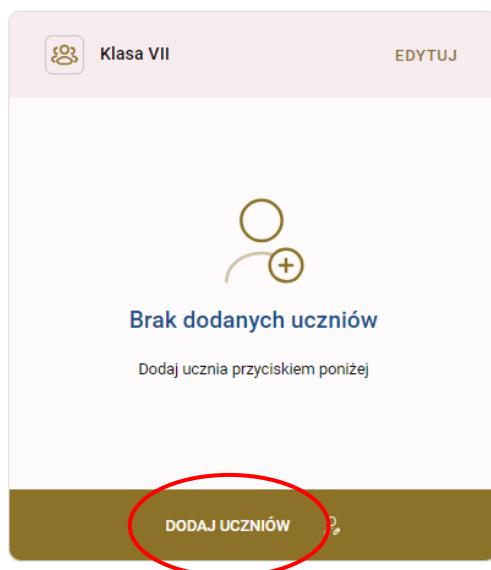 Klasa VII
EDYTUJ
Brak dodanych uczniów
Dodaj ucznia przyciskiem poniżej
DODAJ UCZNIÓW